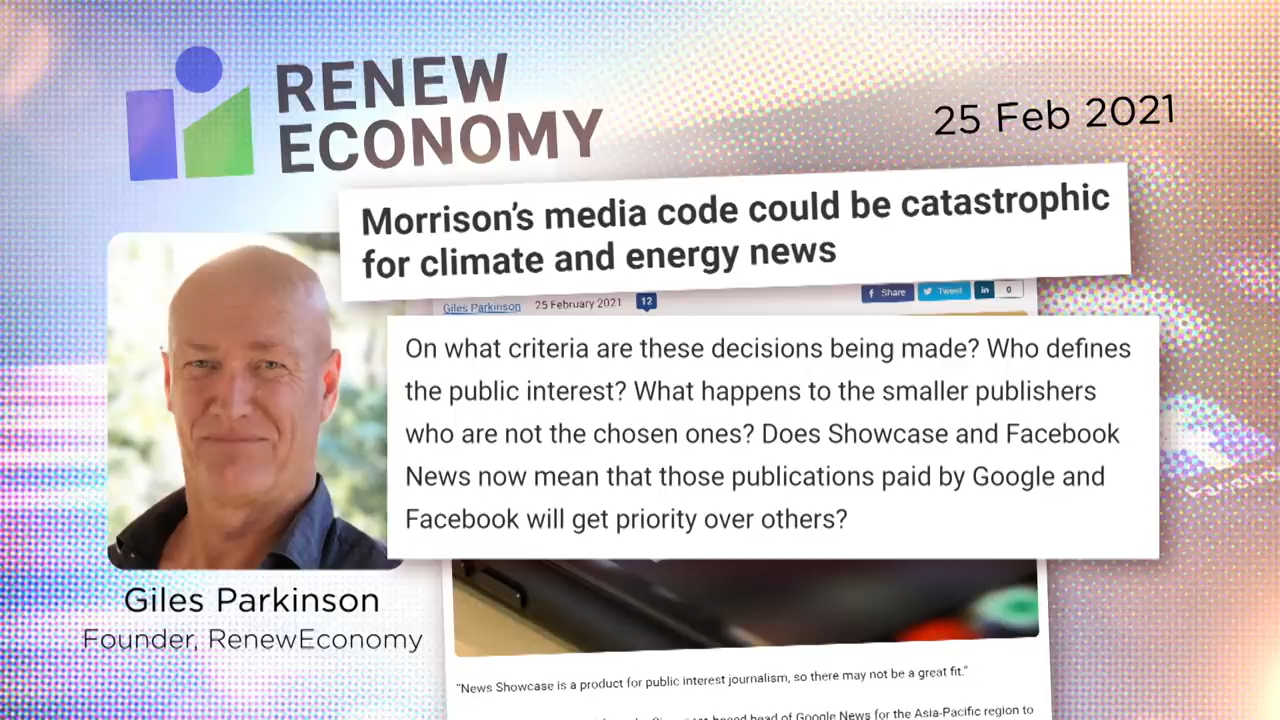 RENEW
ECONOMY
25 Feb 2021
Morrison's media code could be catastrophic
for climate and energy news
Giles Parkinson 25 February 2021 12
Share Tweet in 0
On what criteria are these decisions being made? Who defines
the public interest? What happens to the smaller publishers
who are not the chosen ones? Does Showcase and Facebook
News now mean that those publications paid by Google and
Facebook will get priority over others?
Giles Parkinson
Founder, RenewEconomy
"News Showcase is a product for public interest journalism, so there may not be a great fit."
head of Google News for the Asia-Pacific region to